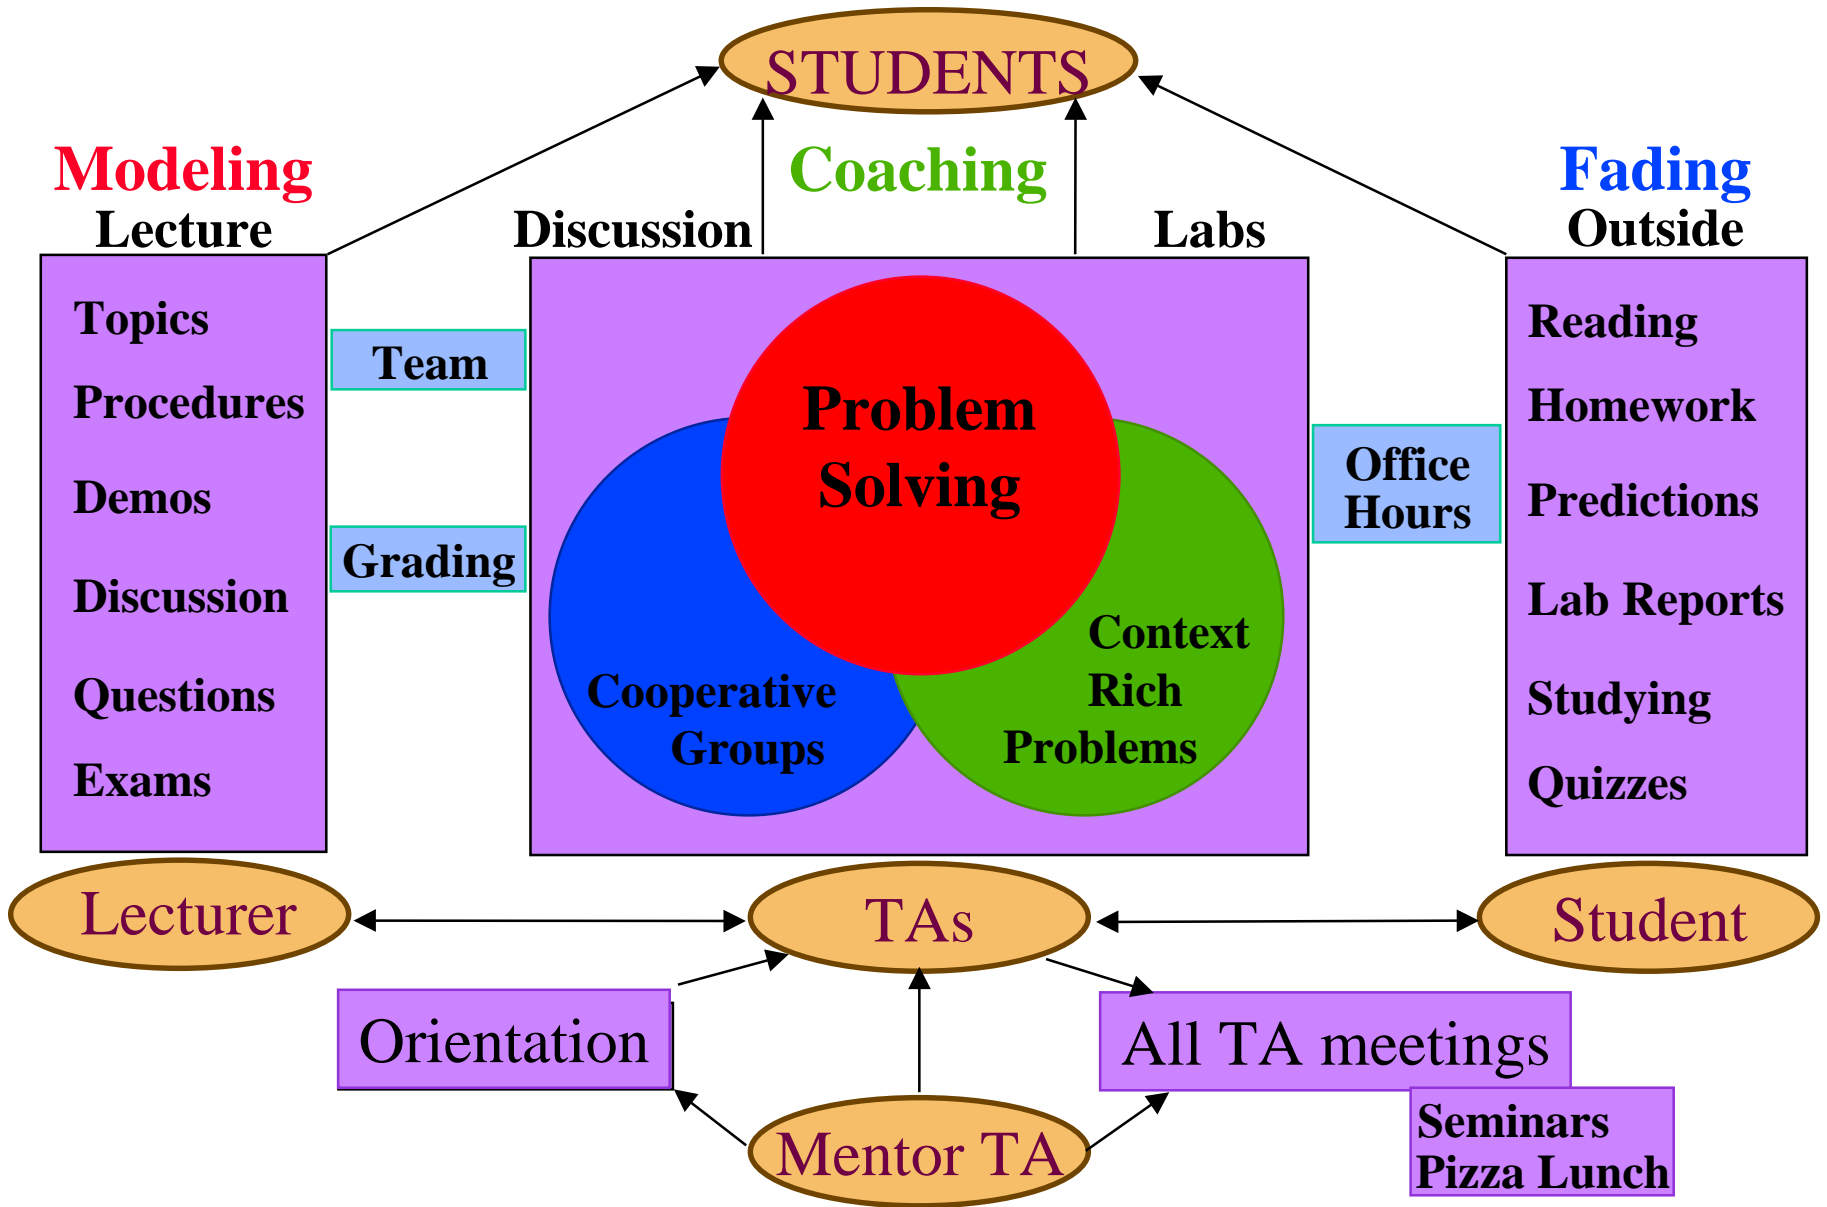 STUDENTS
Modeling
Coaching
Fading
Lecture
Discussion
Labs
Outside
Topics
Procedures
Demos
Discussion
Questions
Exams
Team
Grading
Problem
Solving
Cooperative
Groups
Context
Rich
Problems
Office
Hours
Reading
Homework
Predictions
Lab Reports
Studying
Quizzes
Lecturer
TAs
Student
Orientation
All TA meetings
Mentor TA
Seminars
Pizza Lunch